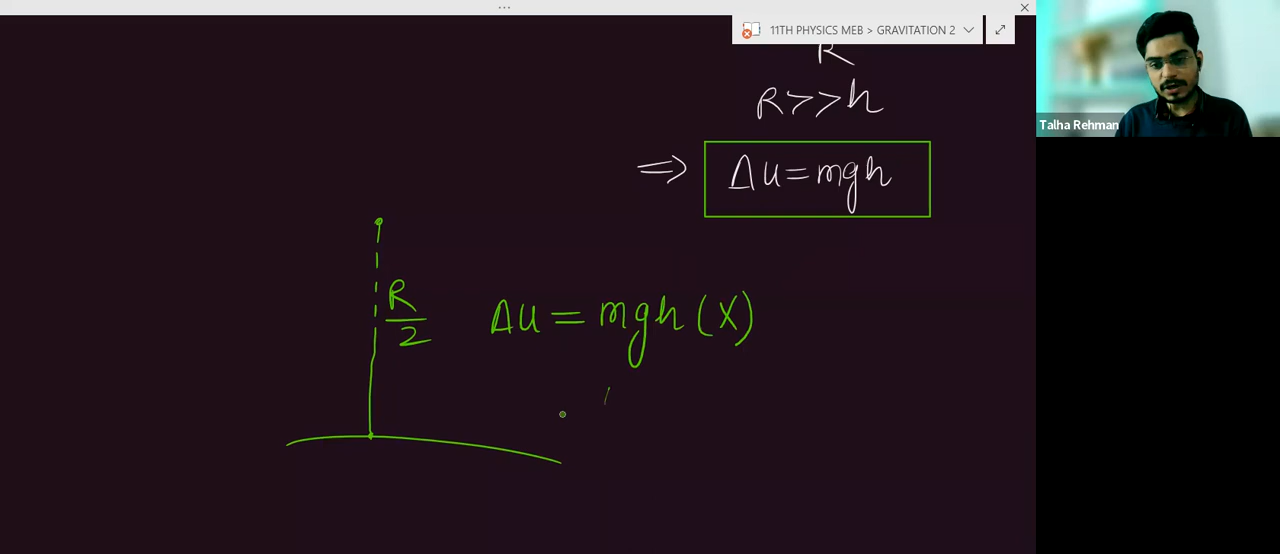 11TH PHYSICS MEB > GRAVITATION 2
Talha Rehman
R
R>>h
⇒ Δu=mgh
R/2
Δu = mgh (X)